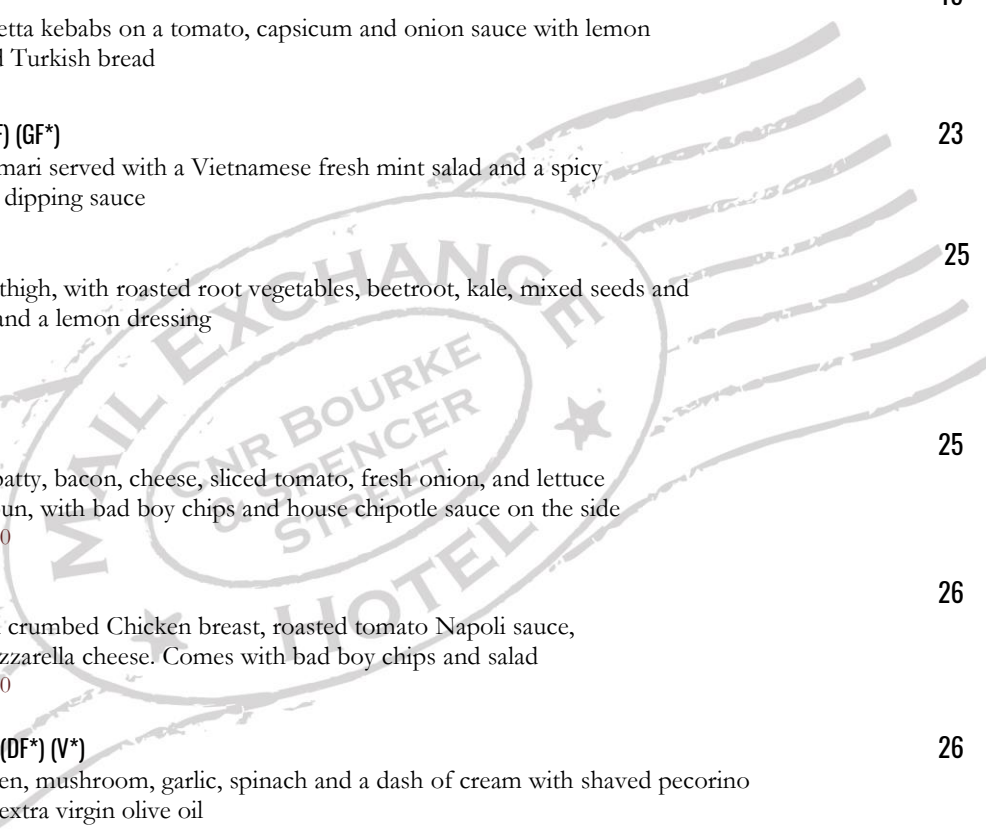 kebabs on a tomato, capsicum and onion sauce with lemon
Turkish bread
(GF*)
23
served with a Vietnamese fresh mint salad and a spicy
dipping sauce
25
thigh, with roasted root vegetables, beetroot, kale, mixed seeds and
and a lemon dressing
25
patty, bacon, cheese, sliced tomato, fresh onion, and lettuce
with bad boy chips and house chipotle sauce on the side
0
26
crumbed Chicken breast, roasted tomato Napoli sauce,
zzarella cheese. Comes with bad boy chips and salad
0
(DF*) (V*)
26
en, mushroom, garlic, spinach and a dash of cream with shaved pecorino
extra virgin olive oil
MAIL EXCHANGE
CNR BOURKE
& SPENCER
STREET
HOTEL